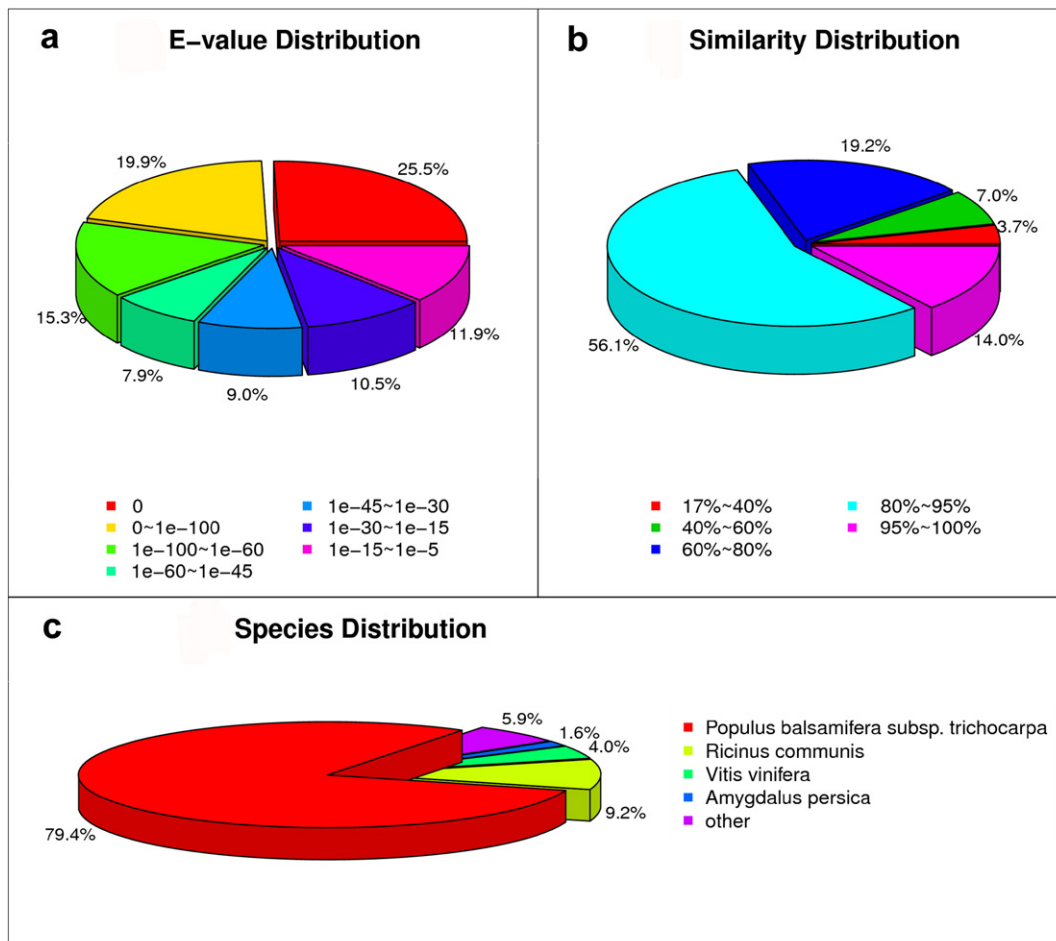 a E−value Distribution
19.9%
25.5%
15.3%
11.9%
7.9%
10.5%
9.0%
0
0~1e−100
1e−100~1e−60
1e−60~1e−45
1e−45~1e−30
1e−30~1e−15
1e−15~1e−5
b Similarity Distribution
19.2%
7.0%
3.7%
56.1%
14.0%
17%~40%
40%~60%
60%~80%
80%~95%
95%~100%
c Species Distribution
5.9%
1.6%
4.0%
9.2%
79.4%
Populus balsamifera subsp. trichocarpa
Ricinus communis
Vitis vinifera
Amygdalus persica
other